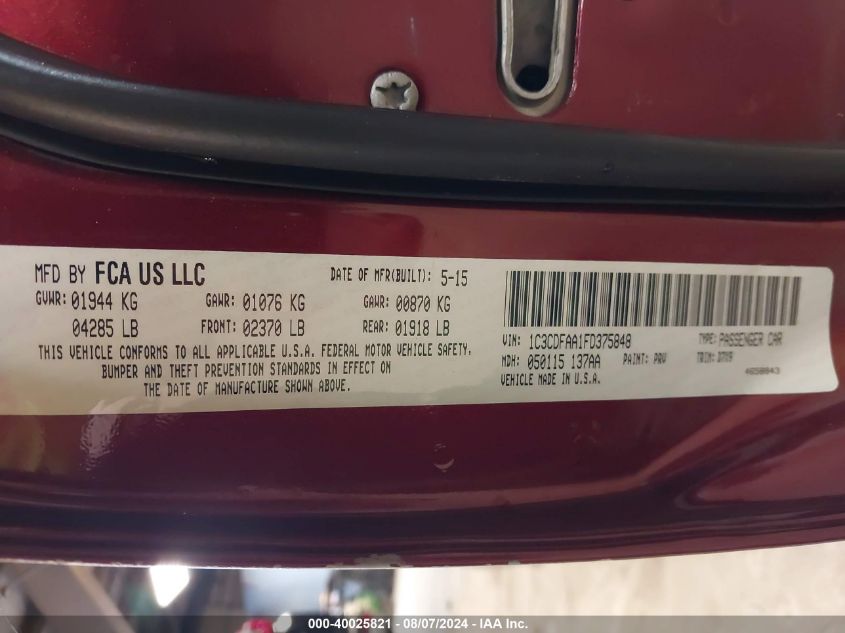 MFD BY FCA US LLC DATE OF MFR(BUILT): 5-15
GVWR: 01944 KG GAWR: 01076 KG GAWR: 00870 KG
04285 LB FRONT: 02370 LB REAR: 01918 LB
THIS VEHICLE CONFORMS TO ALL APPLICABLE U.S.A. FEDERAL MOTOR VEHICLE SAFETY,
BUMPER AND THEFT PREVENTION STANDARDS IN EFFECT ON
THE DATE OF MANUFACTURE SHOWN ABOVE.
VIN: 1C3CDFAA1FD375848 TYPE: PASSENGER CAR
MDH: 050115 137AA PAINT: PRV TRIM: D7X9
VEHICLE MADE IN U.S.A. 4658843
000-40025821 - 08/07/2024 - IAA Inc.